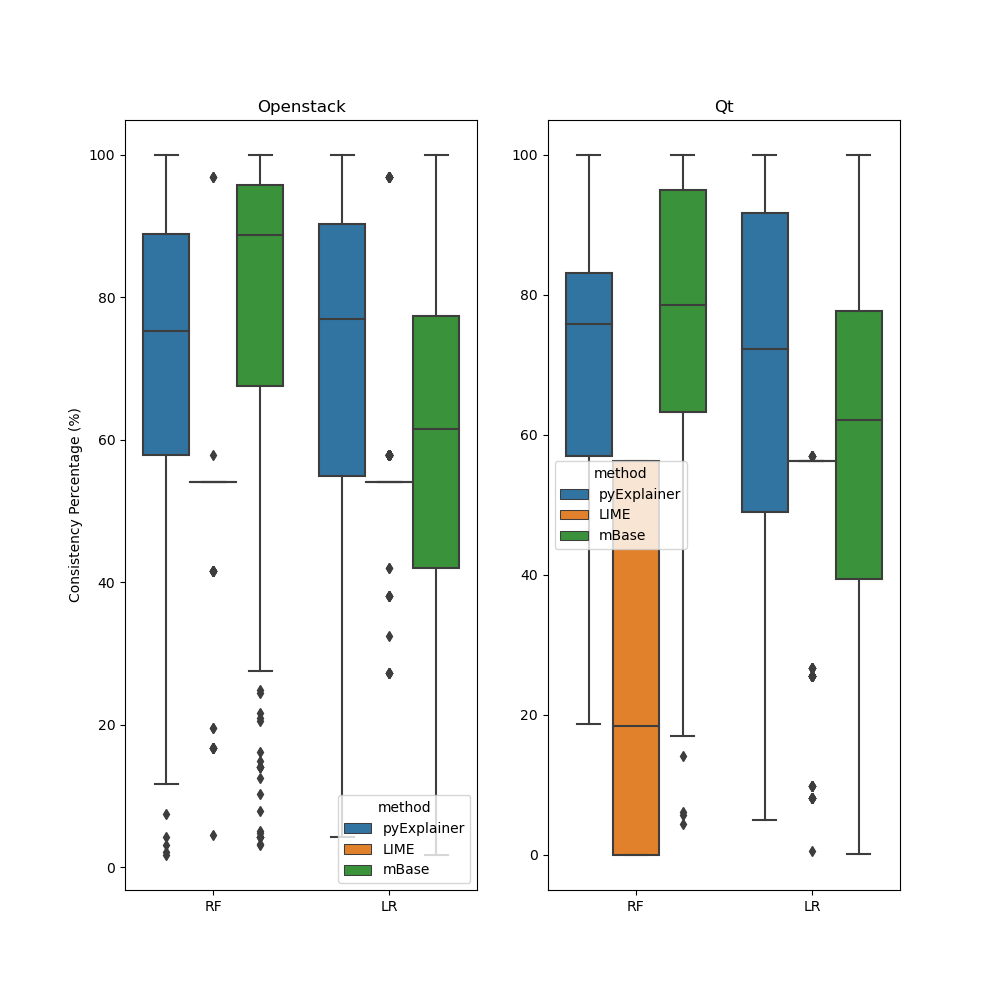 Openstack
Consistency Percentage (%)
100
80
60
40
20
0
RF
LR
method
pyExplainer
LIME
mBase
Qt
100
80
60
40
20
0
RF
LR
method
pyExplainer
LIME
mBase